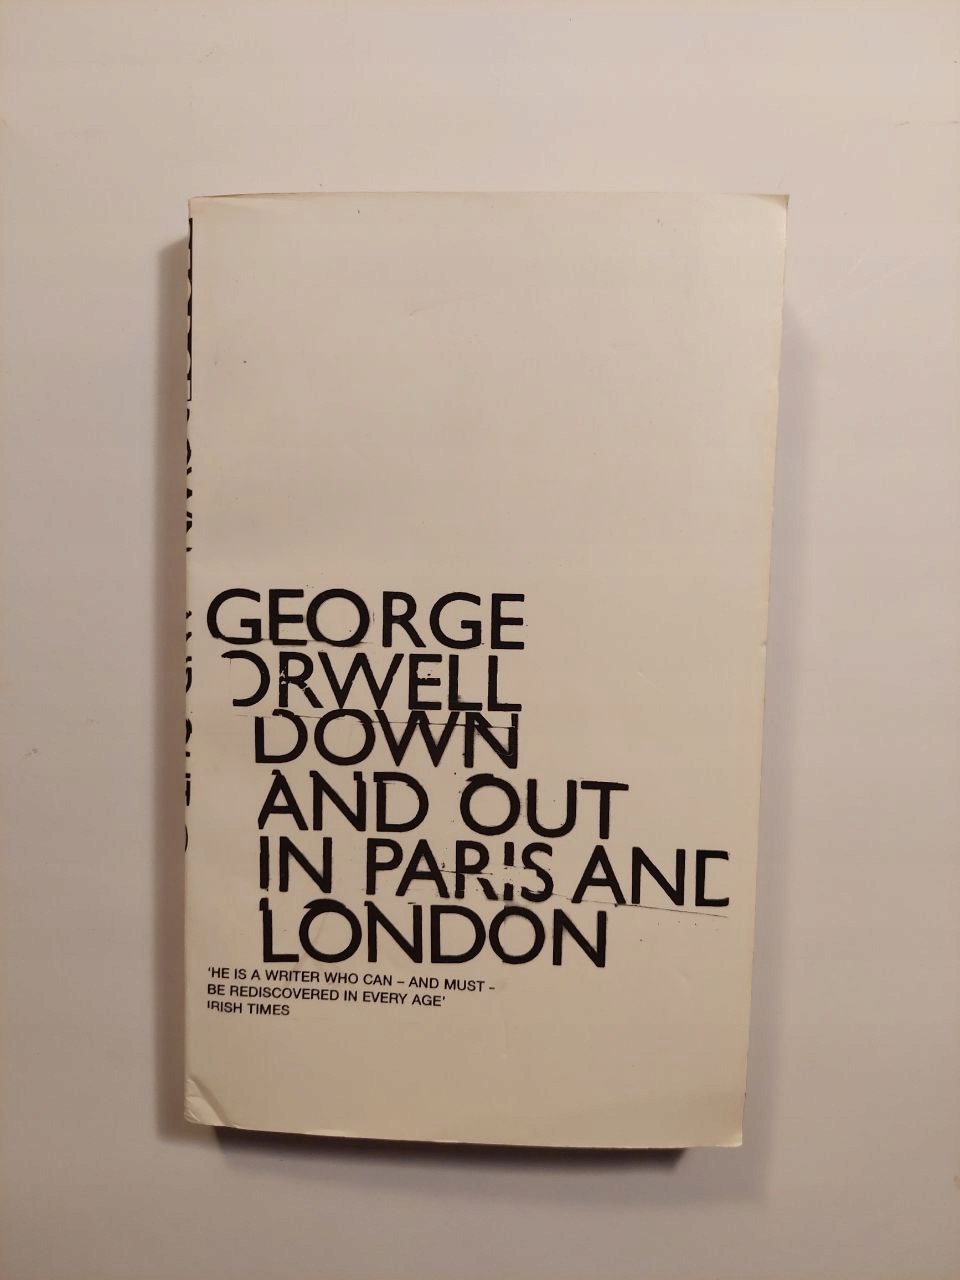 GEORGE
ORWELL
DOWN
AND OUT
IN PARIS AND
LONDON
'HE IS A WRITER WHO CAN – AND MUST –
BE REDISCOVERED IN EVERY AGE'
IRISH TIMES